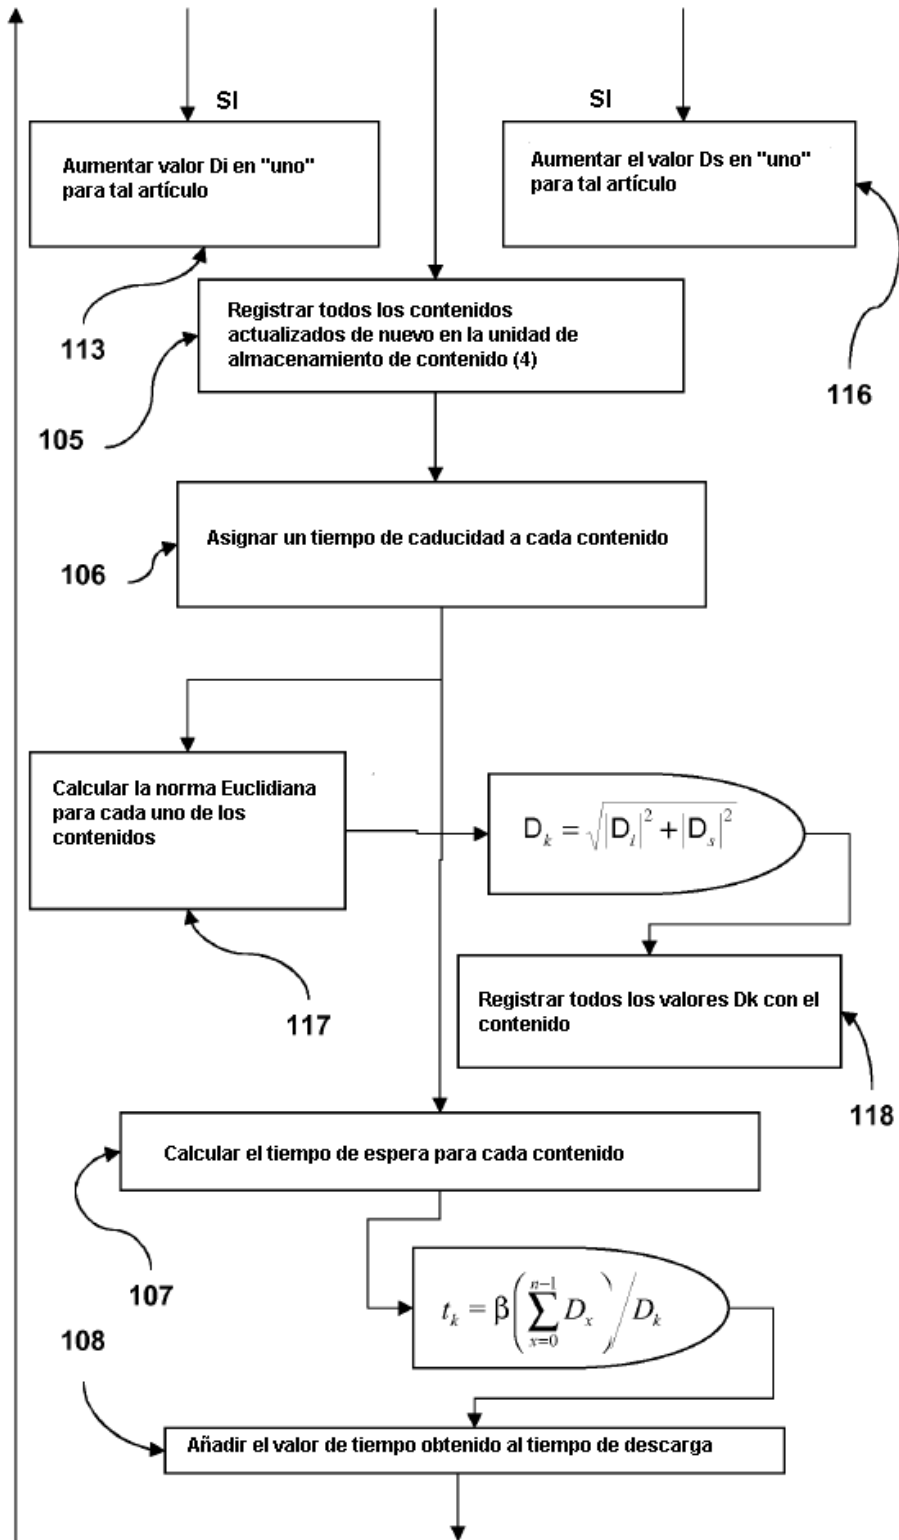 SI
SI
Aumentar valor Di en "uno"
para tal artículo
Aumentar el valor Ds en "uno"
para tal artículo
113
116
Registrar todos los contenidos
actualizados de nuevo en la unidad de
almacenamiento de contenido (4)
105
Asignar un tiempo de caducidad a cada contenido
106
Calcular la norma Euclidiana
para cada uno de los
contenidos
D_k = √(|D_i|² + |D_s|²)
117
Registrar todos los valores Dk con el
contenido
118
Calcular el tiempo de espera para cada contenido
107
t_k = β(∑_{x=0}^{n-1} D_x) / D_k
108
Añadir el valor de tiempo obtenido al tiempo de descarga